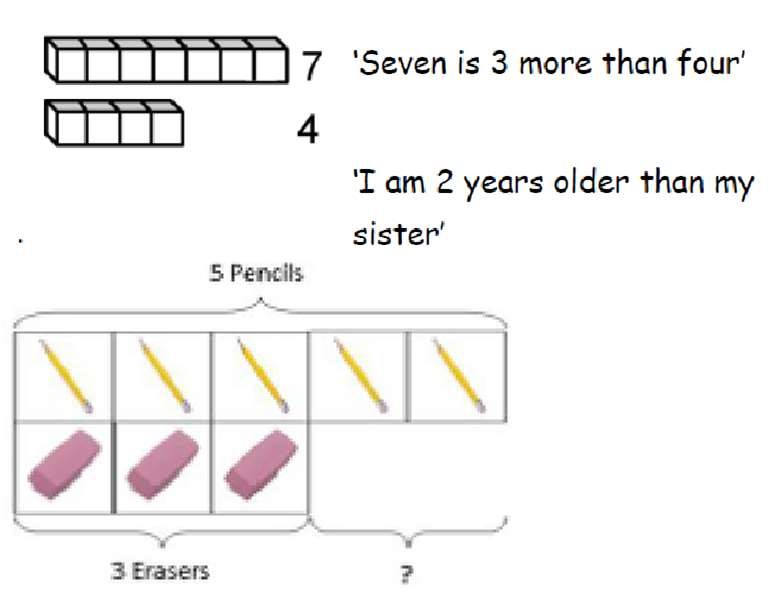 7 ‘Seven is 3 more than four’
4
‘I am 2 years older than my
sister’
.
5 Pencils
3 Erasers ?